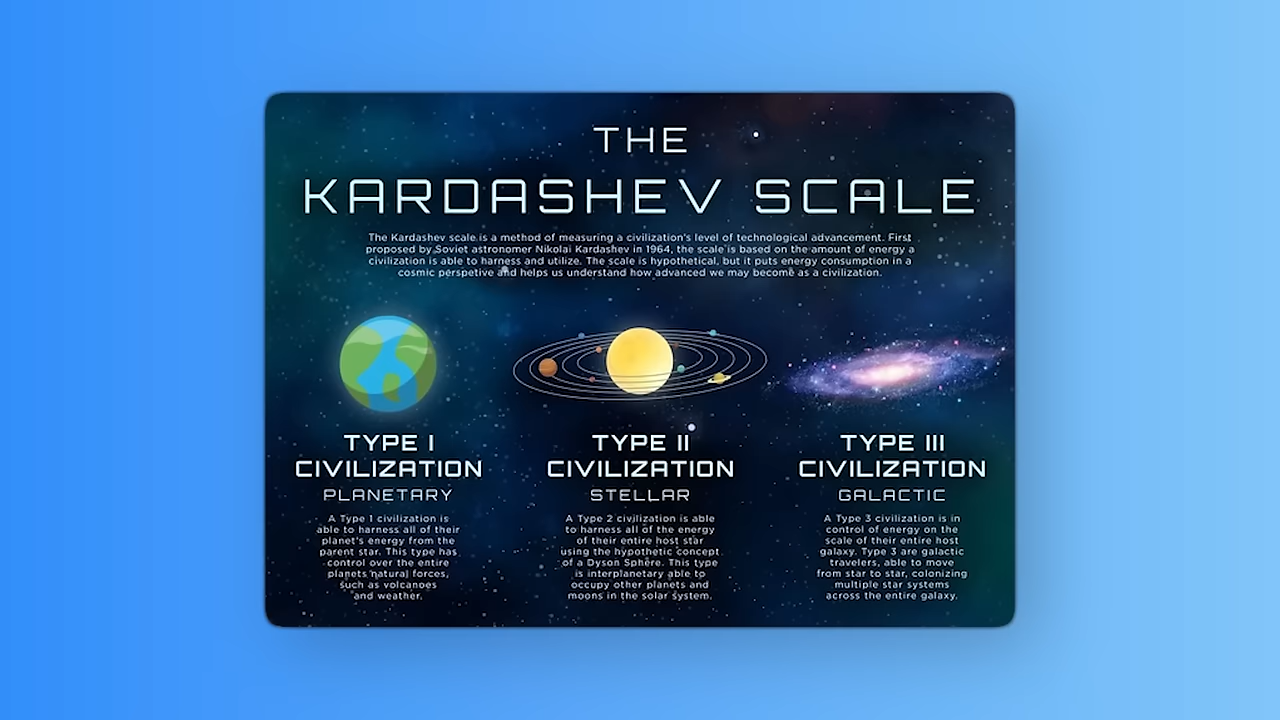 THE
KARDASHEV SCALE
The Kardashev scale is a method of measuring a civilization's level of technological advancement. First
proposed by Soviet astronomer Nikolai Kardashev in 1964, the scale is based on the amount of energy a
civilization is able to harness and utilize. The scale is hypothetical, but it puts energy consumption in a
cosmic perspetive and helps us understand how advanced we may become as a civilization.
TYPE I
CIVILIZATION
PLANETARY
A Type 1 civilization is
able to harness all of their
planet's energy from the
parent star. This type has
control over the entire
planets natural forces,
such as volcanoes
and weather.
TYPE II
CIVILIZATION
STELLAR
A Type 2 civilization is able
to harness all of the energy
of their entire host star
using the hypothetic concept
of a Dyson Sphere. This type
is interplanetary able to
occupy other planets and
moons in the solar system.
TYPE III
CIVILIZATION
GALACTIC
A Type 3 civilization is in
control of energy on the
scale of their entire host
galaxy. Type 3 are galactic
travelers, able to move
from star to star, colonizing
multiple star systems
across the entire galaxy.